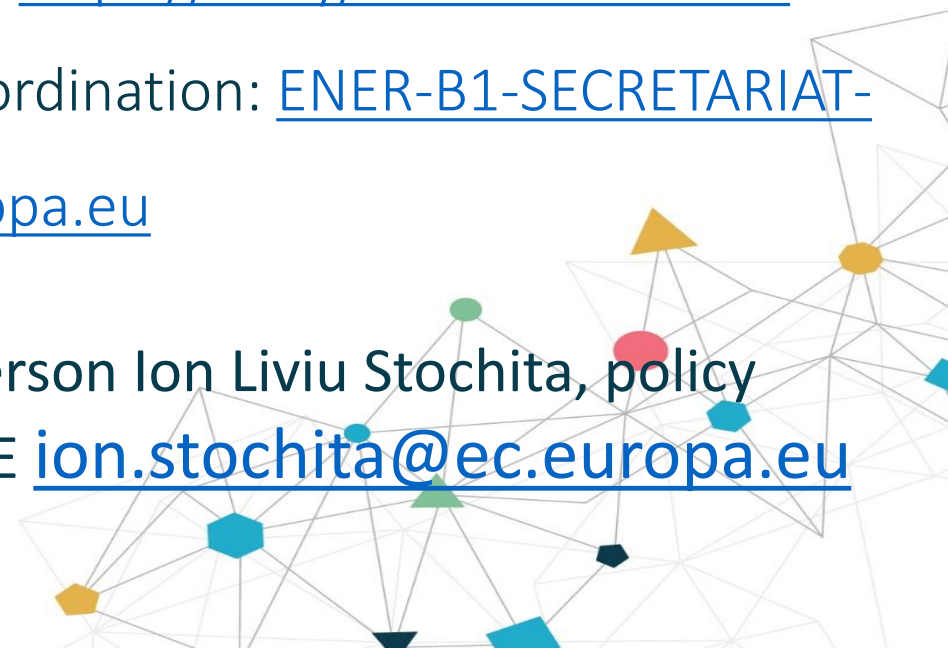 ordination: ENER-B1-SECRETARIAT-
opa.eu
erson Ion Liviu Stochita, policy
E ion.stochita@ec.europa.eu